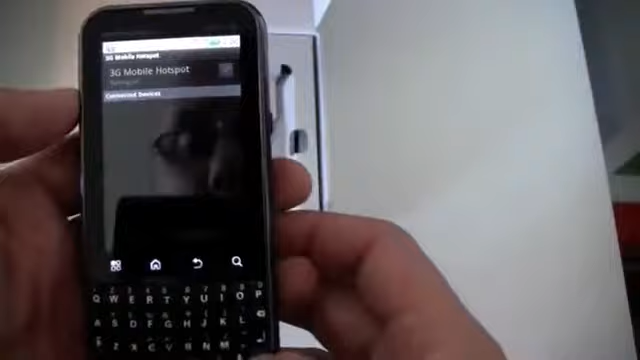 3G Mobile Hotspot
3G Mobile Hotspot
Connected Devices
Q W E R T Y U I O P
A S D F G H J K L
Z X C V B N M